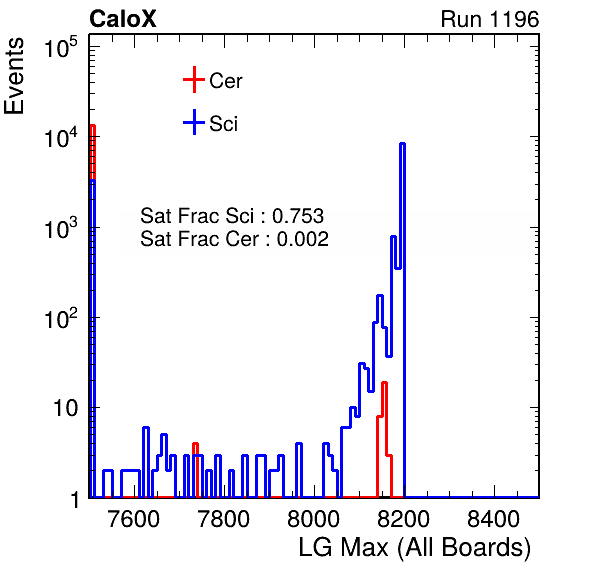 CaloX Run 1196
Events
10^5
10^4
10^3
10^2
10
1
Cer
Sci
Sat Frac Sci : 0.753
Sat Frac Cer : 0.002
7600 7800 8000 8200 8400
LG Max (All Boards)